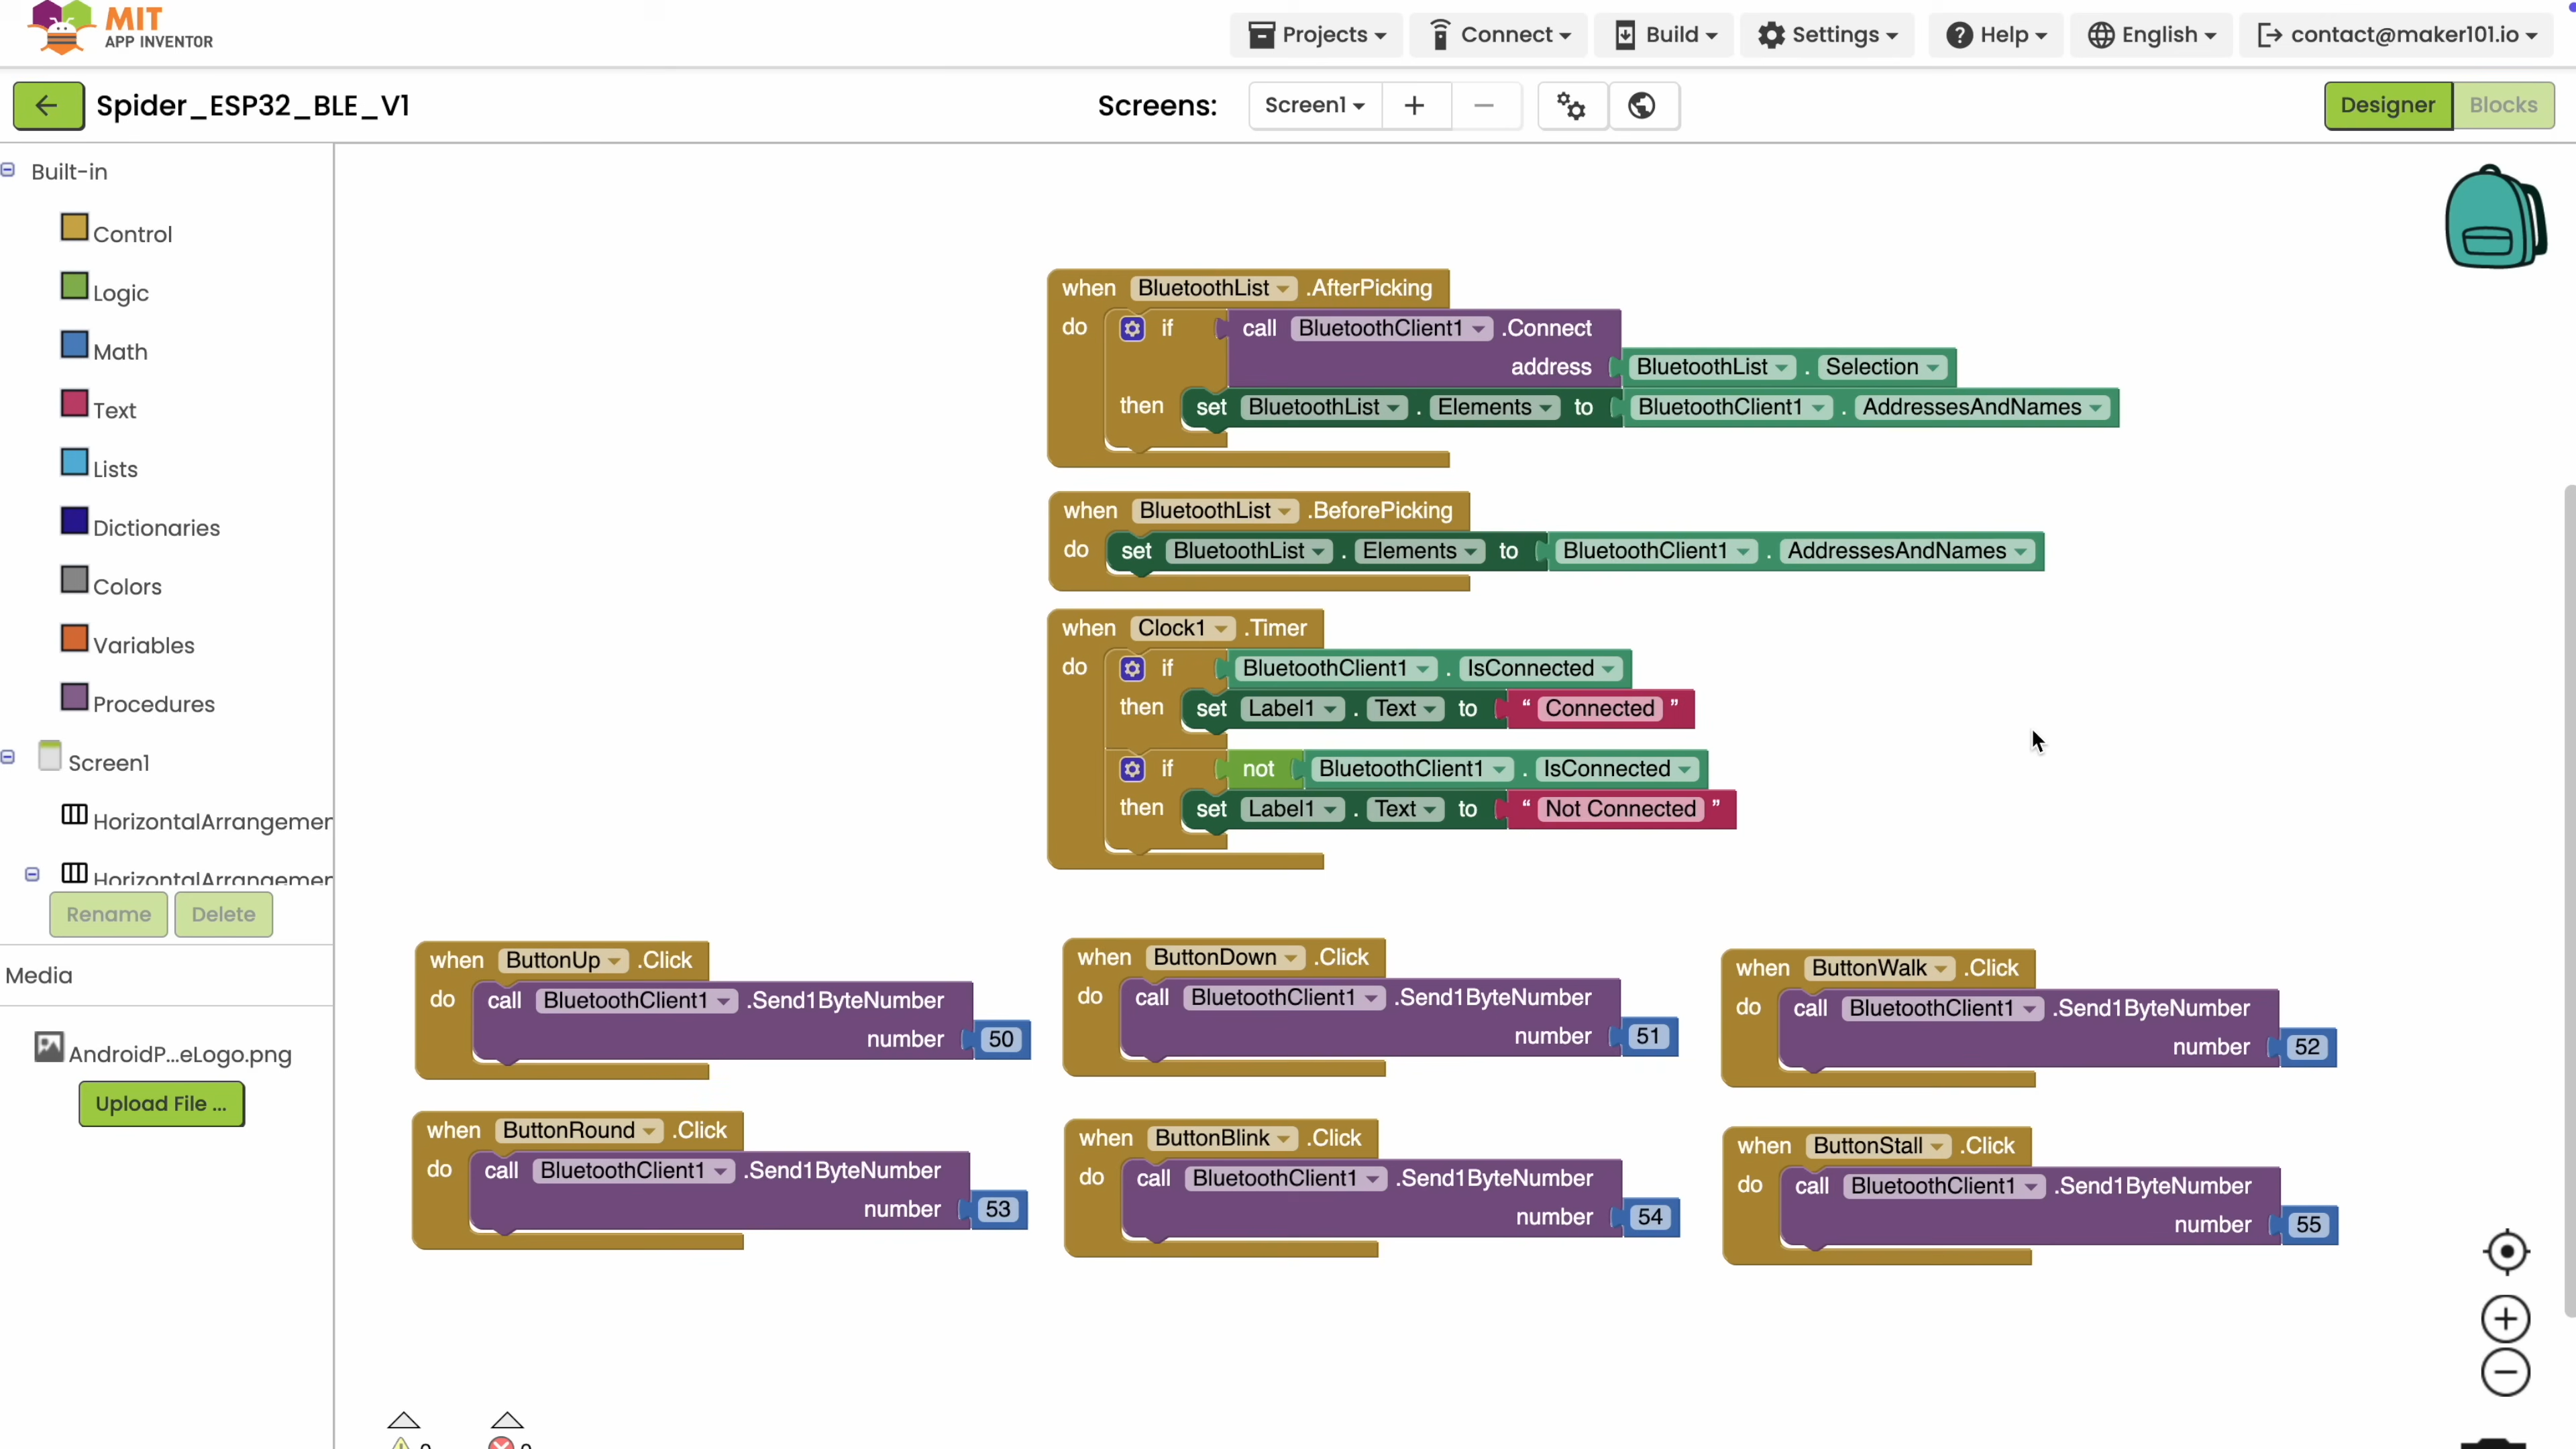 MIT
APP INVENTOR
Projects
Connect
Build
Settings
Help
English
contact@maker101.io
Spider_ESP32_BLE_V1
Screens:
Screen1
Designer
Blocks
Built-in
Control
Logic
Math
Text
Lists
Dictionaries
Colors
Variables
Procedures
Screen1
HorizontalArrangemen
HorizontalArrangemen
Rename
Delete
Media
AndroidP...eLogo.png
Upload File ...
when BluetoothList .AfterPicking
do if call BluetoothClient1 .Connect
address BluetoothList . Selection
then set BluetoothList . Elements to BluetoothClient1 . AddressesAndNames
when BluetoothList .BeforePicking
do set BluetoothList . Elements to BluetoothClient1 . AddressesAndNames
when Clock1 .Timer
do if BluetoothClient1 . IsConnected
then set Label1 . Text to “ Connected ”
if not BluetoothClient1 . IsConnected
then set Label1 . Text to “ Not Connected ”
when ButtonUp .Click
do call BluetoothClient1 .Send1ByteNumber
number 50
when ButtonDown .Click
do call BluetoothClient1 .Send1ByteNumber
number 51
when ButtonWalk .Click
do call BluetoothClient1 .Send1ByteNumber
number 52
when ButtonRound .Click
do call BluetoothClient1 .Send1ByteNumber
number 53
when ButtonBlink .Click
do call BluetoothClient1 .Send1ByteNumber
number 54
when ButtonStall .Click
do call BluetoothClient1 .Send1ByteNumber
number 55